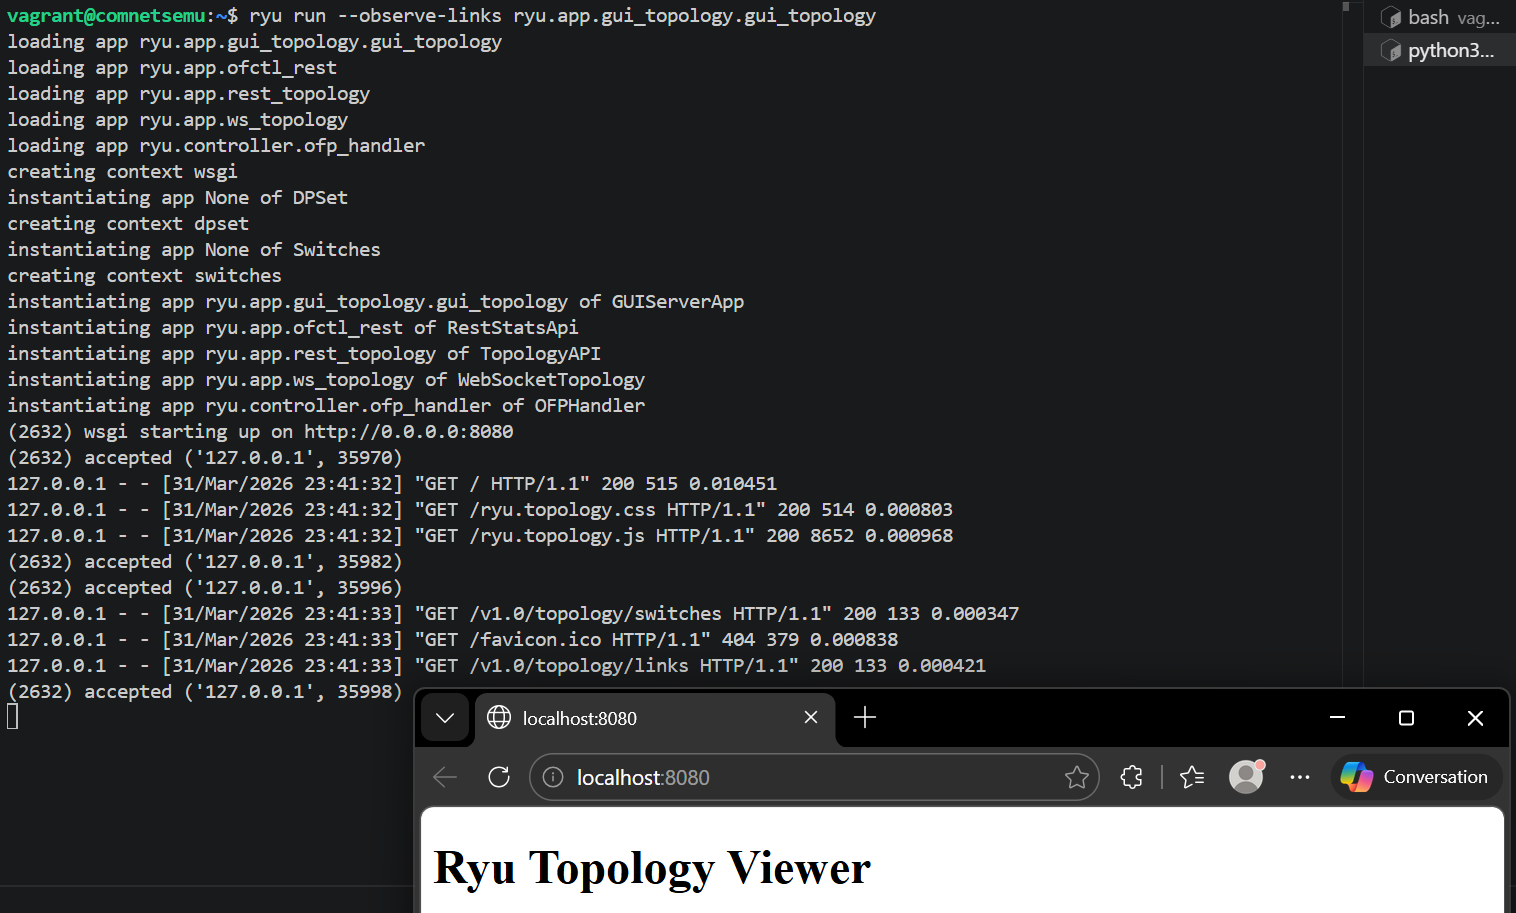 vagrant@comnetsemu:~$ ryu run --observe-links ryu.app.gui_topology.gui_topology
loading app ryu.app.gui_topology.gui_topology
loading app ryu.app.ofctl_rest
loading app ryu.app.rest_topology
loading app ryu.app.ws_topology
loading app ryu.controller.ofp_handler
creating context wsgi
instantiating app None of DPSet
creating context dpset
instantiating app None of Switches
creating context switches
instantiating app ryu.app.gui_topology.gui_topology of GUIServerApp
instantiating app ryu.app.ofctl_rest of RestStatsApi
instantiating app ryu.app.rest_topology of TopologyAPI
instantiating app ryu.app.ws_topology of WebSocketTopology
instantiating app ryu.controller.ofp_handler of OFPHandler
(2632) wsgi starting up on http://0.0.0.0:8080
(2632) accepted ('127.0.0.1', 35970)
127.0.0.1 - - [31/Mar/2026 23:41:32] "GET / HTTP/1.1" 200 515 0.010451
127.0.0.1 - - [31/Mar/2026 23:41:32] "GET /ryu.topology.css HTTP/1.1" 200 514 0.000803
127.0.0.1 - - [31/Mar/2026 23:41:32] "GET /ryu.topology.js HTTP/1.1" 200 8652 0.000968
(2632) accepted ('127.0.0.1', 35982)
(2632) accepted ('127.0.0.1', 35996)
127.0.0.1 - - [31/Mar/2026 23:41:33] "GET /v1.0/topology/switches HTTP/1.1" 200 133 0.000347
127.0.0.1 - - [31/Mar/2026 23:41:33] "GET /favicon.ico HTTP/1.1" 404 379 0.000838
127.0.0.1 - - [31/Mar/2026 23:41:33] "GET /v1.0/topology/links HTTP/1.1" 200 133 0.000421
(2632) accepted ('127.0.0.1', 35998)
bash vag...
python3...
localhost:8080
localhost:8080
Conversation
Ryu Topology Viewer